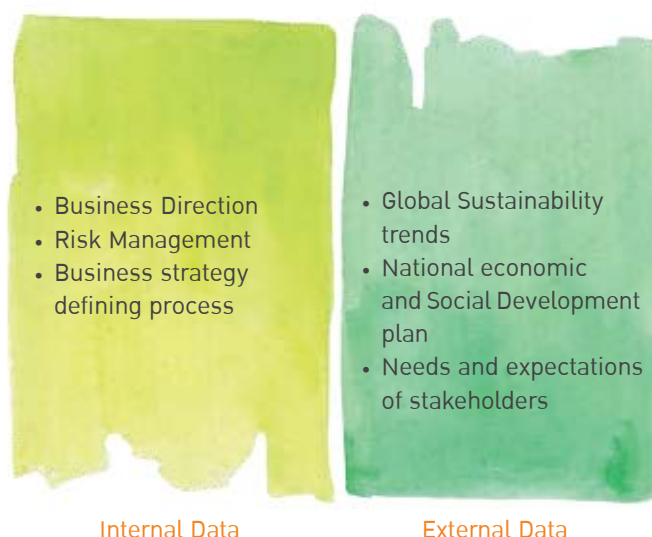 • Business Direction
• Risk Management
• Business strategy
defining process
• Global Sustainability
trends
• National economic
and Social Development
plan
• Needs and expectations
of stakeholders
Internal Data
External Data